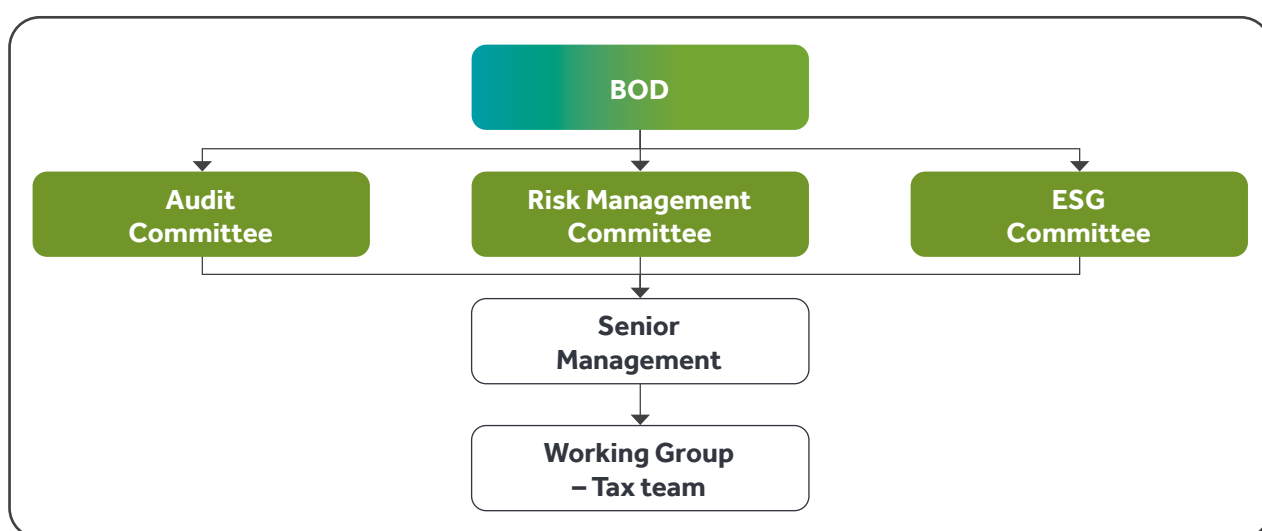 BOD
Audit
Committee
Risk Management
Committee
ESG
Committee
Senior
Management
Working Group
– Tax team